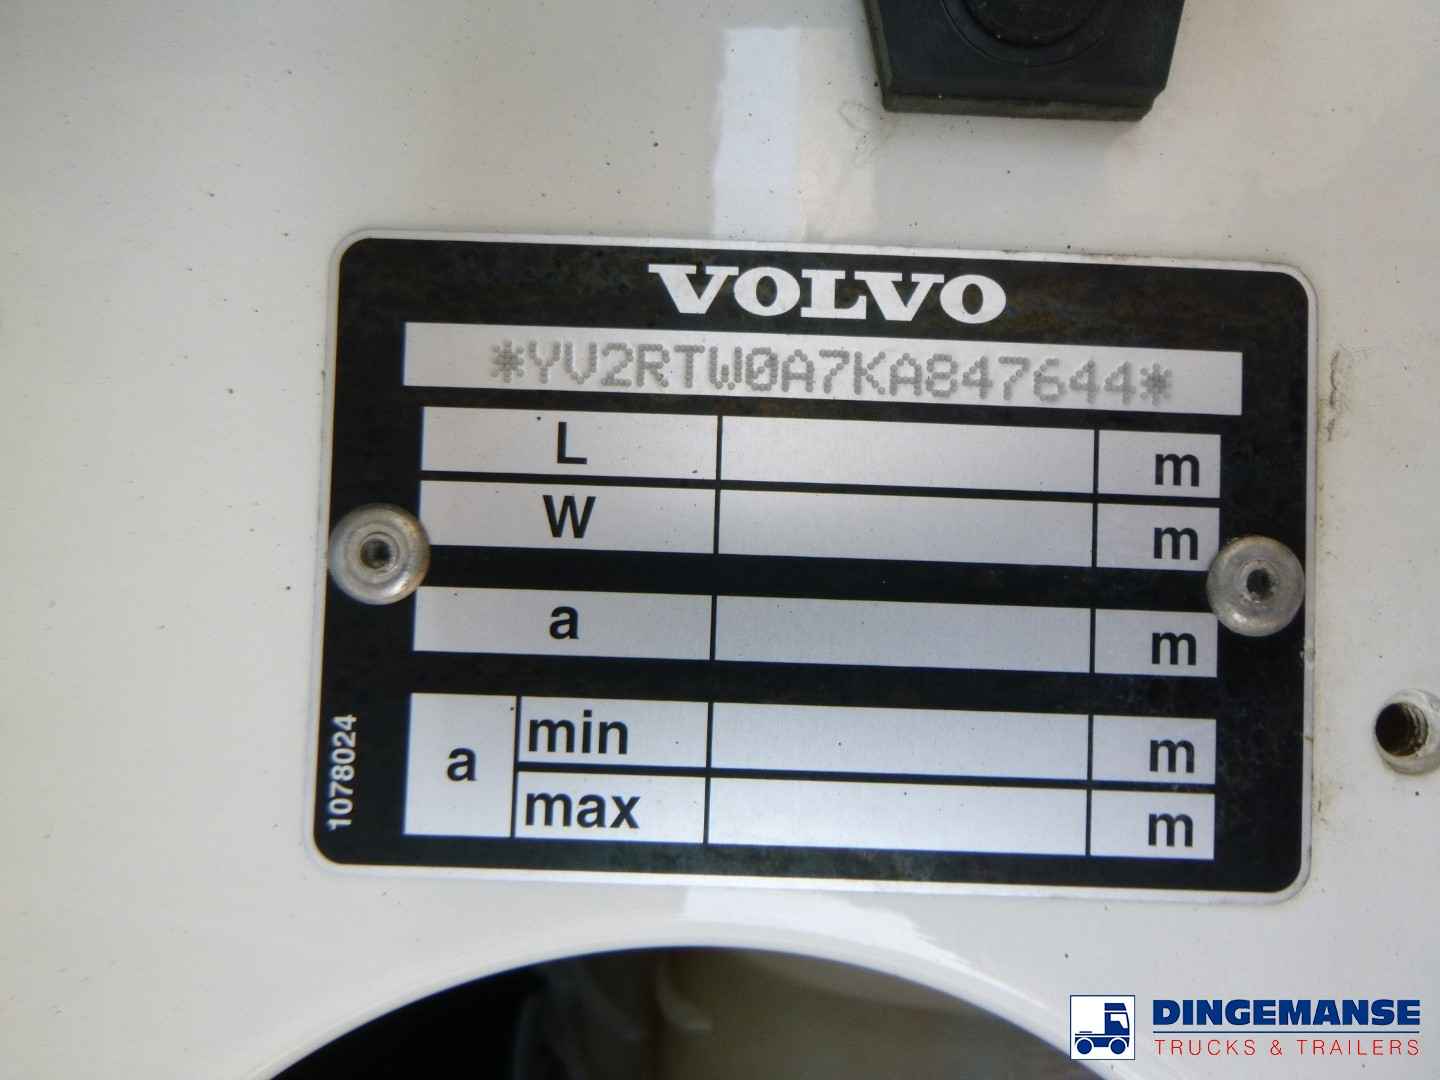 VOLVO
*YV2RTW0A7KA847644*
L m
W m
a m
a min m
max m
1078024
DINGEMANSE
TRUCKS & TRAILERS